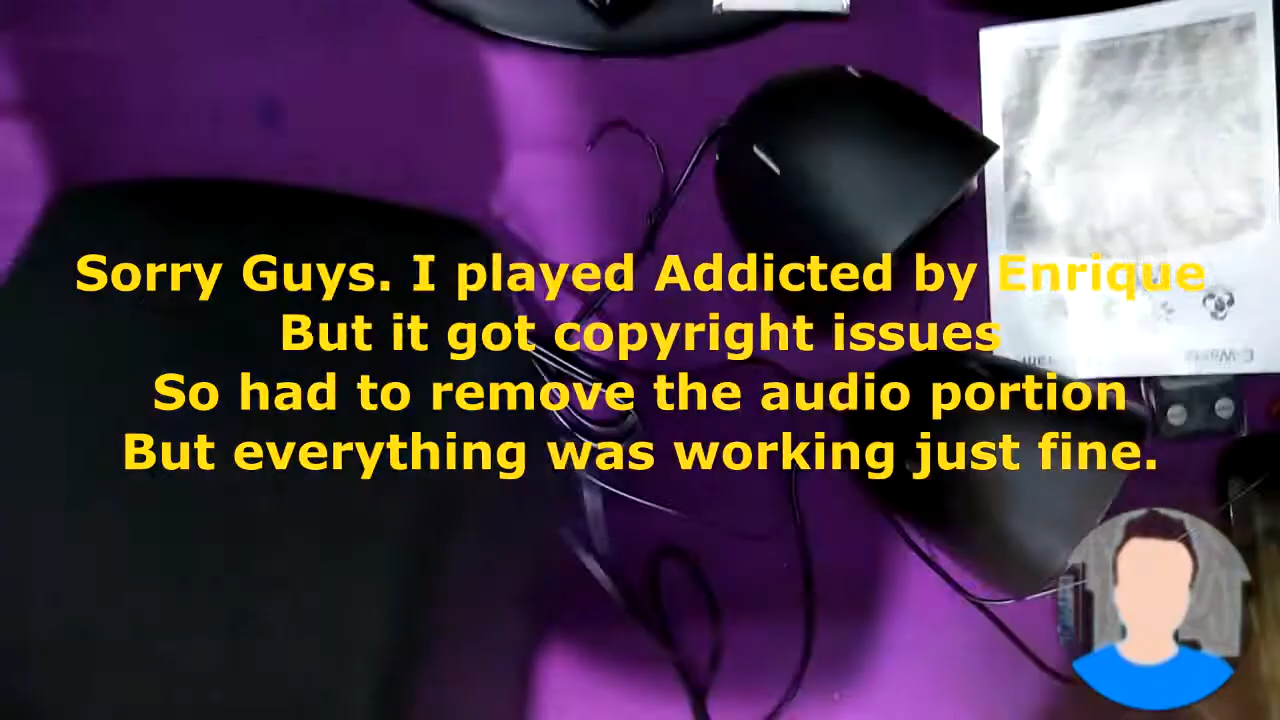 Sorry Guys. I played Addicted by Enrique
But it got copyright issues
So had to remove the audio portion
But everything was working just fine.